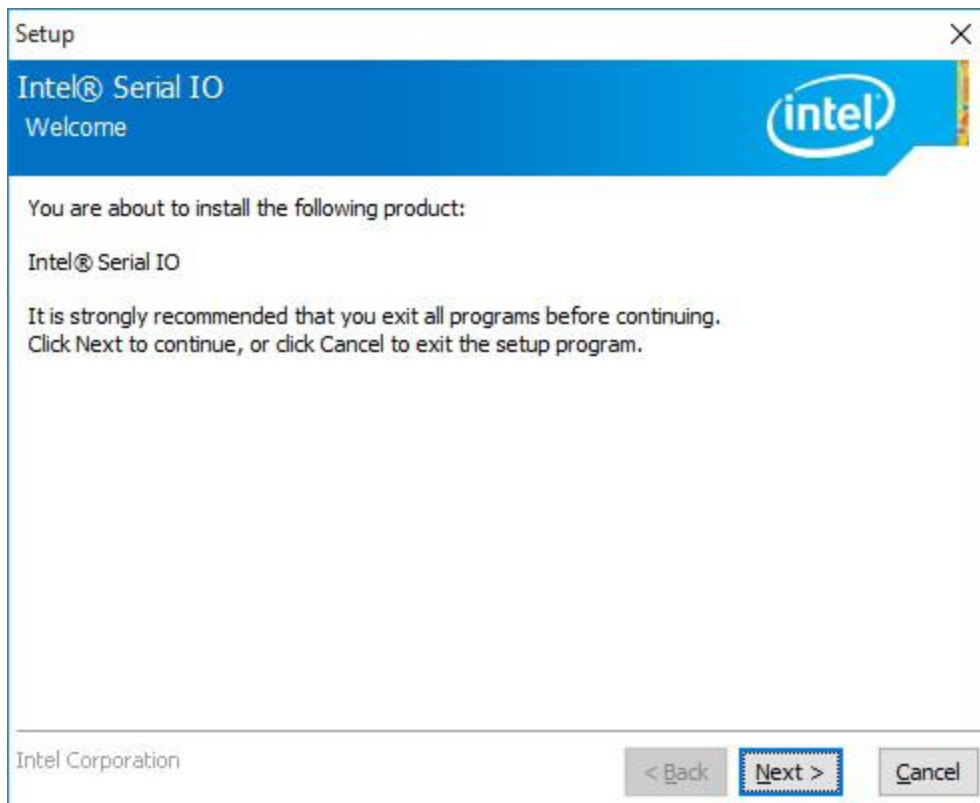 Setup
Intel® Serial IO
Welcome
intel
You are about to install the following product:
Intel® Serial IO
It is strongly recommended that you exit all programs before continuing.
Click Next to continue, or click Cancel to exit the setup program.
Intel Corporation
< Back
Next >
Cancel